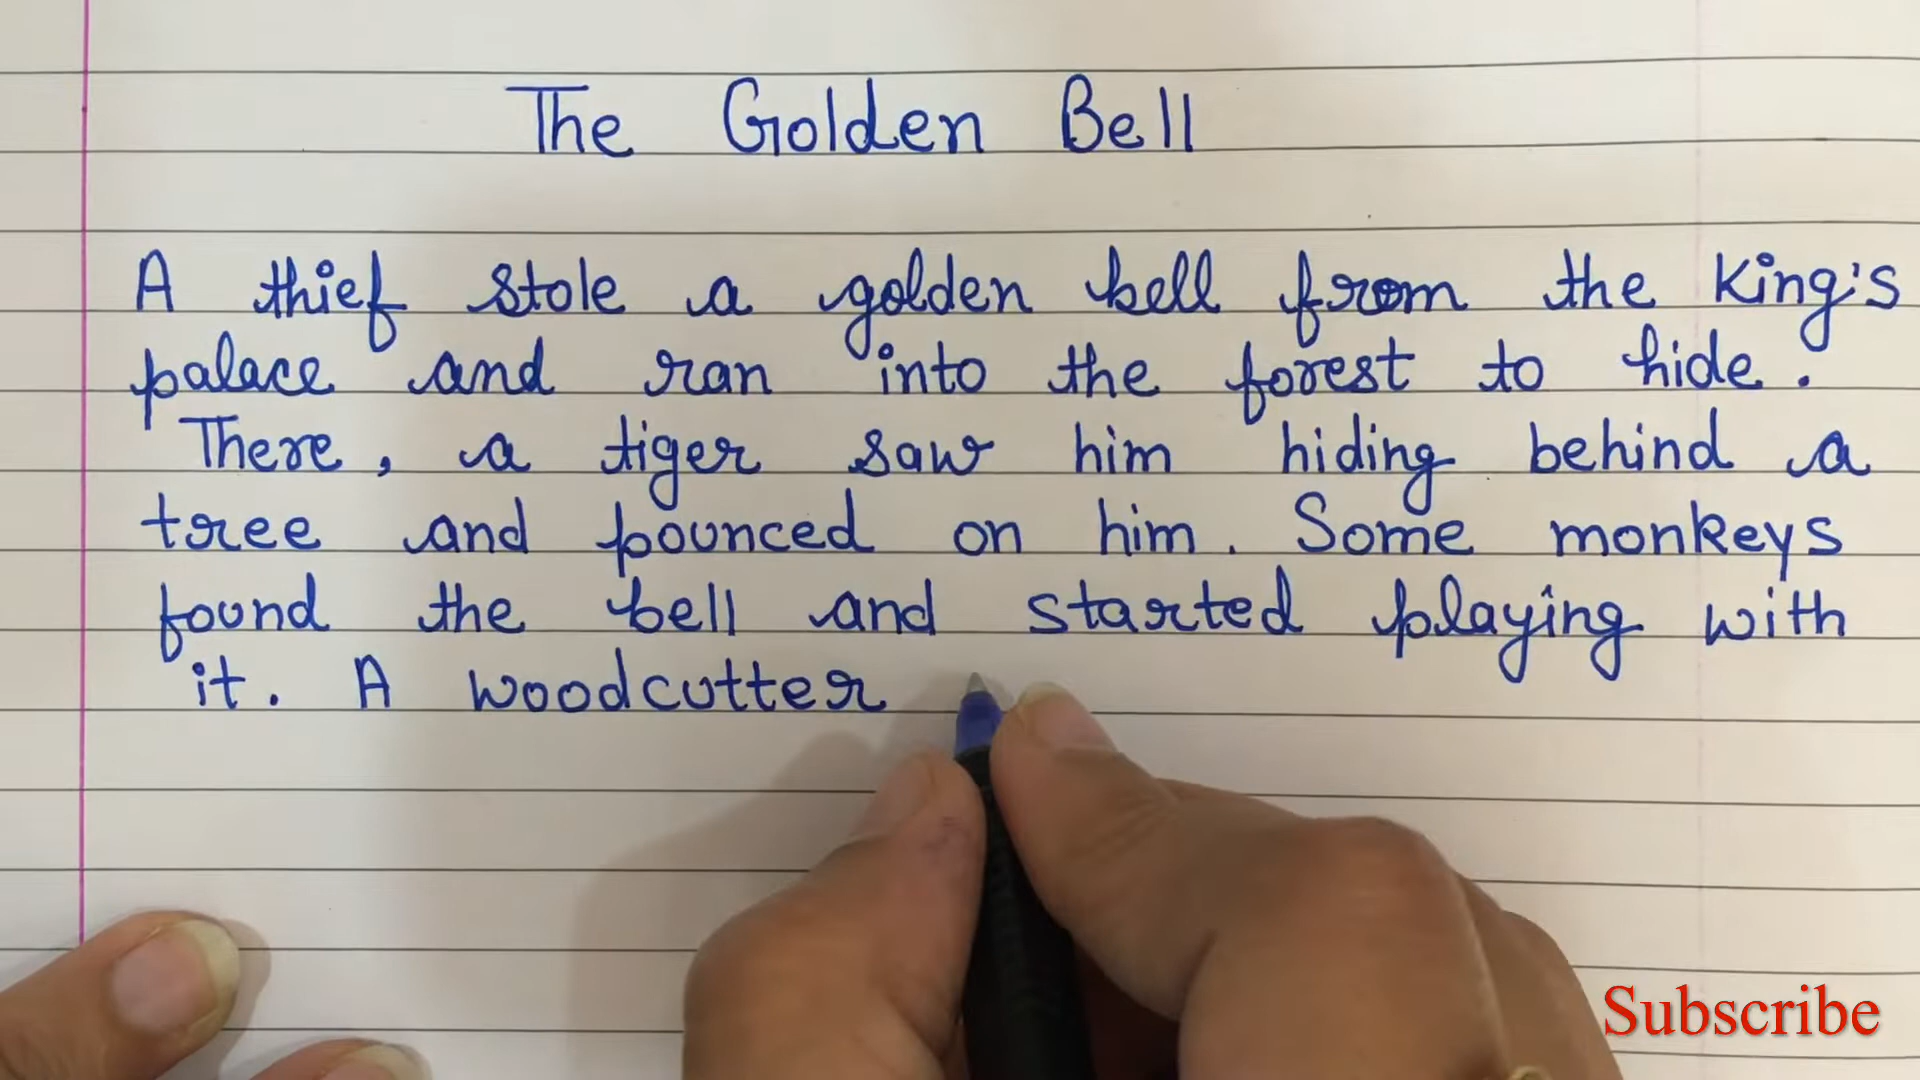 The Golden Bell
A thief stole a golden bell from the King's
palace and ran into the forest to hide.
There, a tiger saw him hiding behind a
tree and pounced on him. Some monkeys
found the bell and started playing with
it. A woodcutter
Subscribe